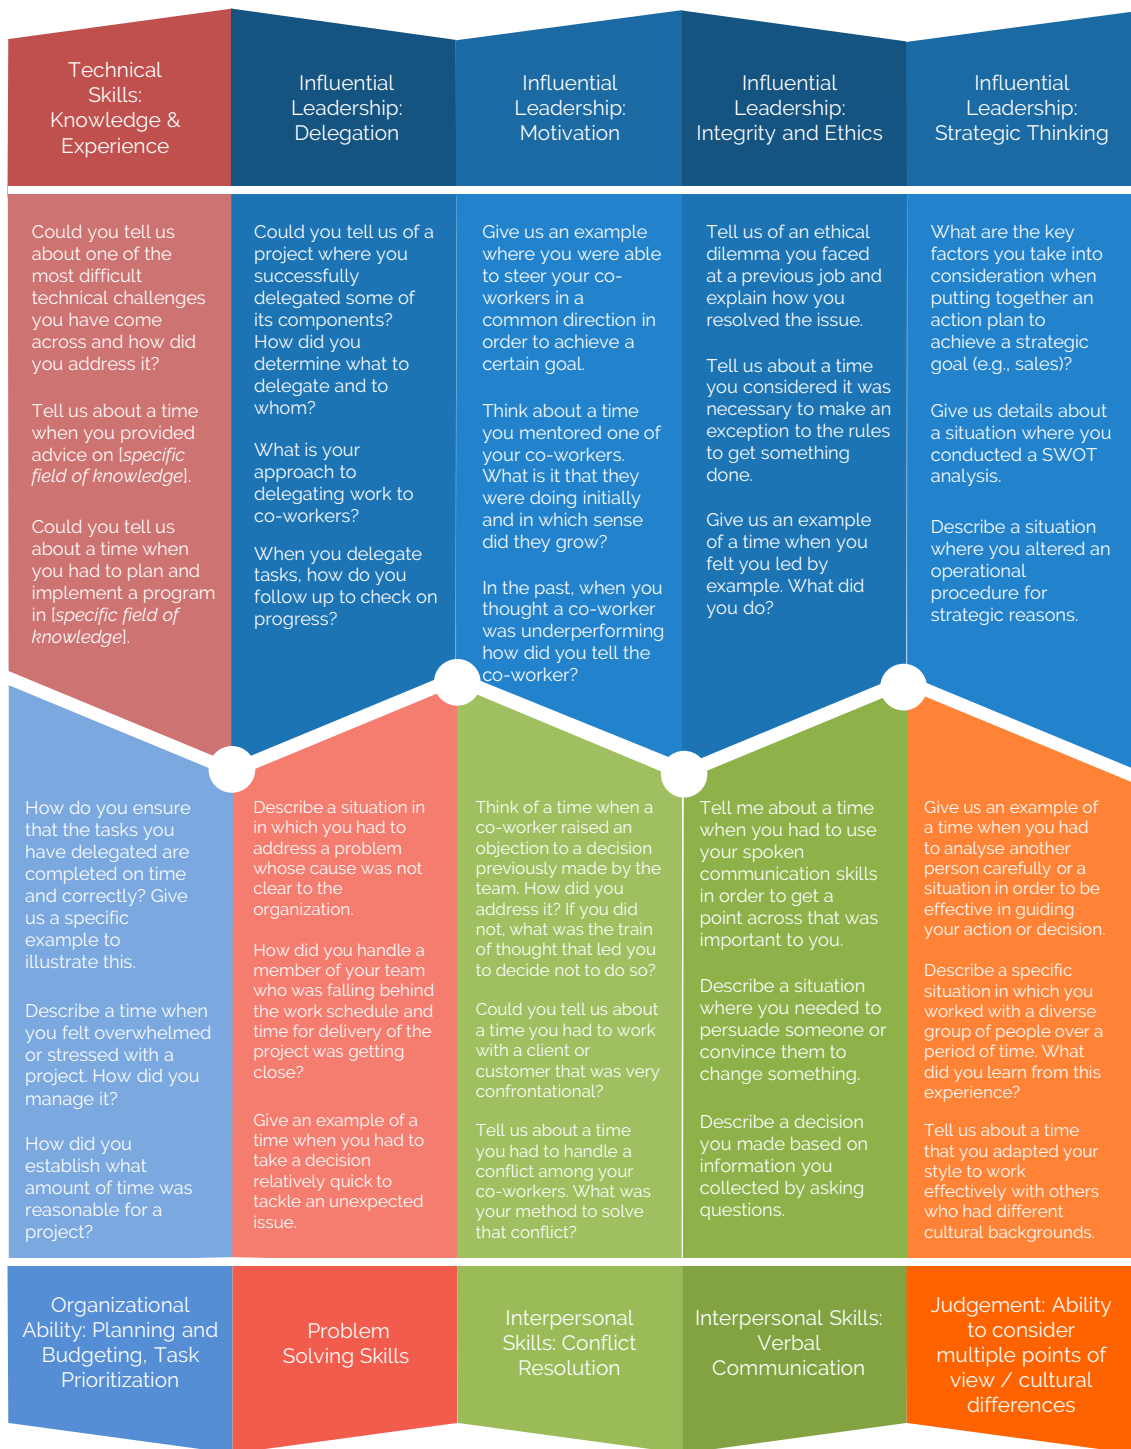 Technical
Skills:
Knowledge &
Experience
Influential
Leadership:
Delegation
Influential
Leadership:
Motivation
Influential
Leadership:
Integrity and Ethics
Influential
Leadership:
Strategic Thinking
Could you tell us
about one of the
most difficult
technical challenges
you have come
across and how did
you address it?
Tell us about a time
when you provided
advice on [specific
field of knowledge].
Could you tell us
about a time when
you had to plan and
implement a program
in [specific field of
knowledge].
Could you tell us of a
project where you
successfully
delegated some of
its components?
How did you
determine what to
delegate and to
whom?
What is your
approach to
delegating work to
co-workers?
When you delegate
tasks, how do you
follow up to check on
progress?
Give us an example
where you were able
to steer your co-
workers in a
common direction in
order to achieve a
certain goal.
Think about a time
you mentored one of
your co-workers.
What is it that they
were doing initially
and in which sense
did they grow?
In the past, when you
thought a co-worker
was underperforming
how did you tell the
co-worker?
Tell us of an ethical
dilemma you faced
at a previous job and
explain how you
resolved the issue.
Tell us about a time
you considered it was
necessary to make an
exception to the rules
to get something
done.
Give us an example
of a time when you
felt you led by
example. What did
you do?
What are the key
factors you take into
consideration when
putting together an
action plan to
achieve a strategic
goal (e.g., sales)?
Give us details about
a situation where you
conducted a SWOT
analysis.
Describe a situation
where you altered an
operational
procedure for
strategic reasons.
How do you ensure
that the tasks you
have delegated are
completed on time
and correctly? Give
us a specific
example to
illustrate this.
Describe a time when
you felt overwhelmed
or stressed with a
project. How did you
manage it?
How did you
establish what
amount of time was
reasonable for a
project?
Describe a situation in
in which you had to
address a problem
whose cause was not
clear to the
organization.
How did you handle a
member of your team
who was falling behind
the work schedule and
time for delivery of the
project was getting
close?
Give an example of a
time when you had to
take a decision
relatively quick to
tackle an unexpected
issue.
Think of a time when a
co-worker raised an
objection to a decision
previously made by the
team. How did you
address it? If you did
not, what was the train
of thought that led you
to decide not to do so?
Could you tell us about
a time you had to work
with a client or
customer that was very
confrontational?
Tell us about a time
you had to handle a
conflict among your
co-workers. What was
your method to solve
that conflict?
Tell me about a time
when you had to use
your spoken
communication skills
in order to get a
point across that was
important to you.
Describe a situation
where you needed to
persuade someone or
convince them to
change something.
Describe a decision
you made based on
information you
collected by asking
questions.
Give us an example of
a time when you had
to analyse another
person carefully or a
situation in order to be
effective in guiding
your action or decision.
Describe a specific
situation in which you
worked with a diverse
group of people over a
period of time. What
did you learn from this
experience?
Tell us about a time
that you adapted your
style to work
effectively with others
who had different
cultural backgrounds.
Organizational
Ability: Planning and
Budgeting, Task
Prioritization
Problem
Solving Skills
Interpersonal
Skills: Conflict
Resolution
Interpersonal Skills:
Verbal
Communication
Judgement: Ability
to consider
multiple points of
view / cultural
differences